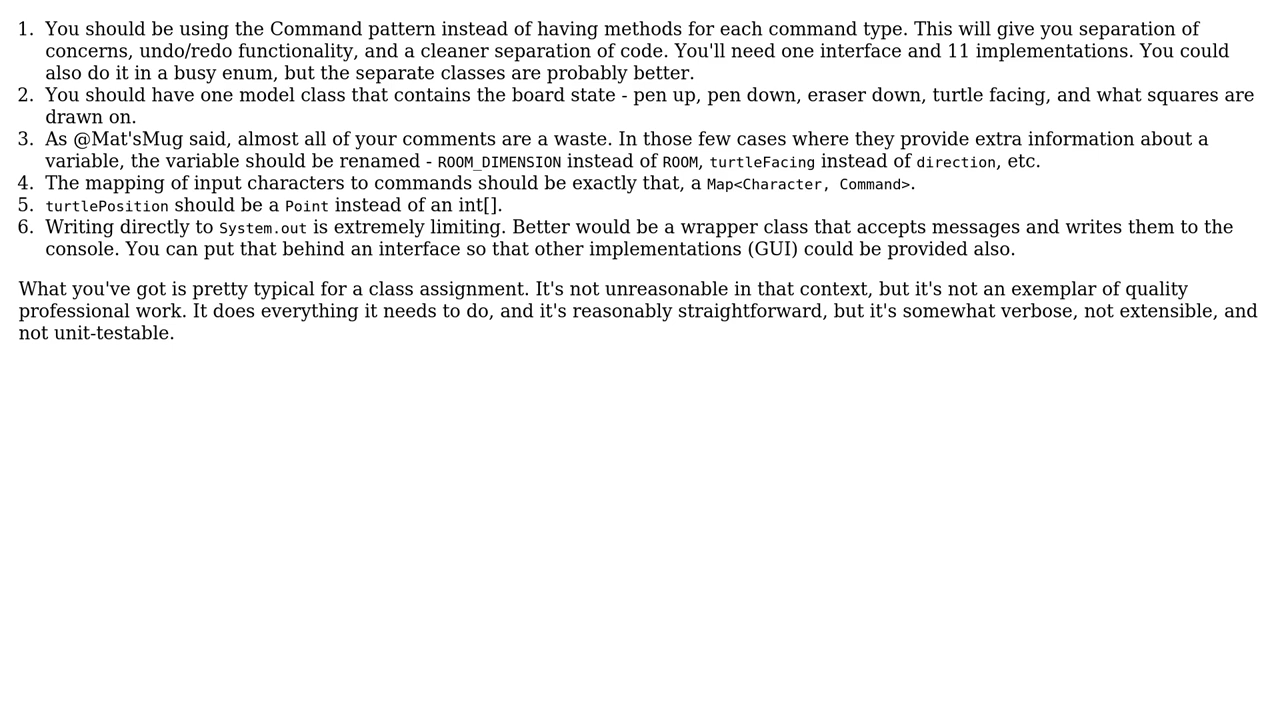 1. You should be using the Command pattern instead of having methods for each command type. This will give you separation of
concerns, undo/redo functionality, and a cleaner separation of code. You'll need one interface and 11 implementations. You could
also do it in a busy enum, but the separate classes are probably better.
2. You should have one model class that contains the board state - pen up, pen down, eraser down, turtle facing, and what squares are
drawn on.
3. As @Mat'sMug said, almost all of your comments are a waste. In those few cases where they provide extra information about a
variable, the variable should be renamed - ROOM_DIMENSION instead of ROOM, turtleFacing instead of direction, etc.
4. The mapping of input characters to commands should be exactly that, a Map<Character, Command>.
5. turtlePosition should be a Point instead of an int[].
6. Writing directly to System.out is extremely limiting. Better would be a wrapper class that accepts messages and writes them to the
console. You can put that behind an interface so that other implementations (GUI) could be provided also.
What you've got is pretty typical for a class assignment. It's not unreasonable in that context, but it's not an exemplar of quality
professional work. It does everything it needs to do, and it's reasonably straightforward, but it's somewhat verbose, not extensible, and
not unit-testable.